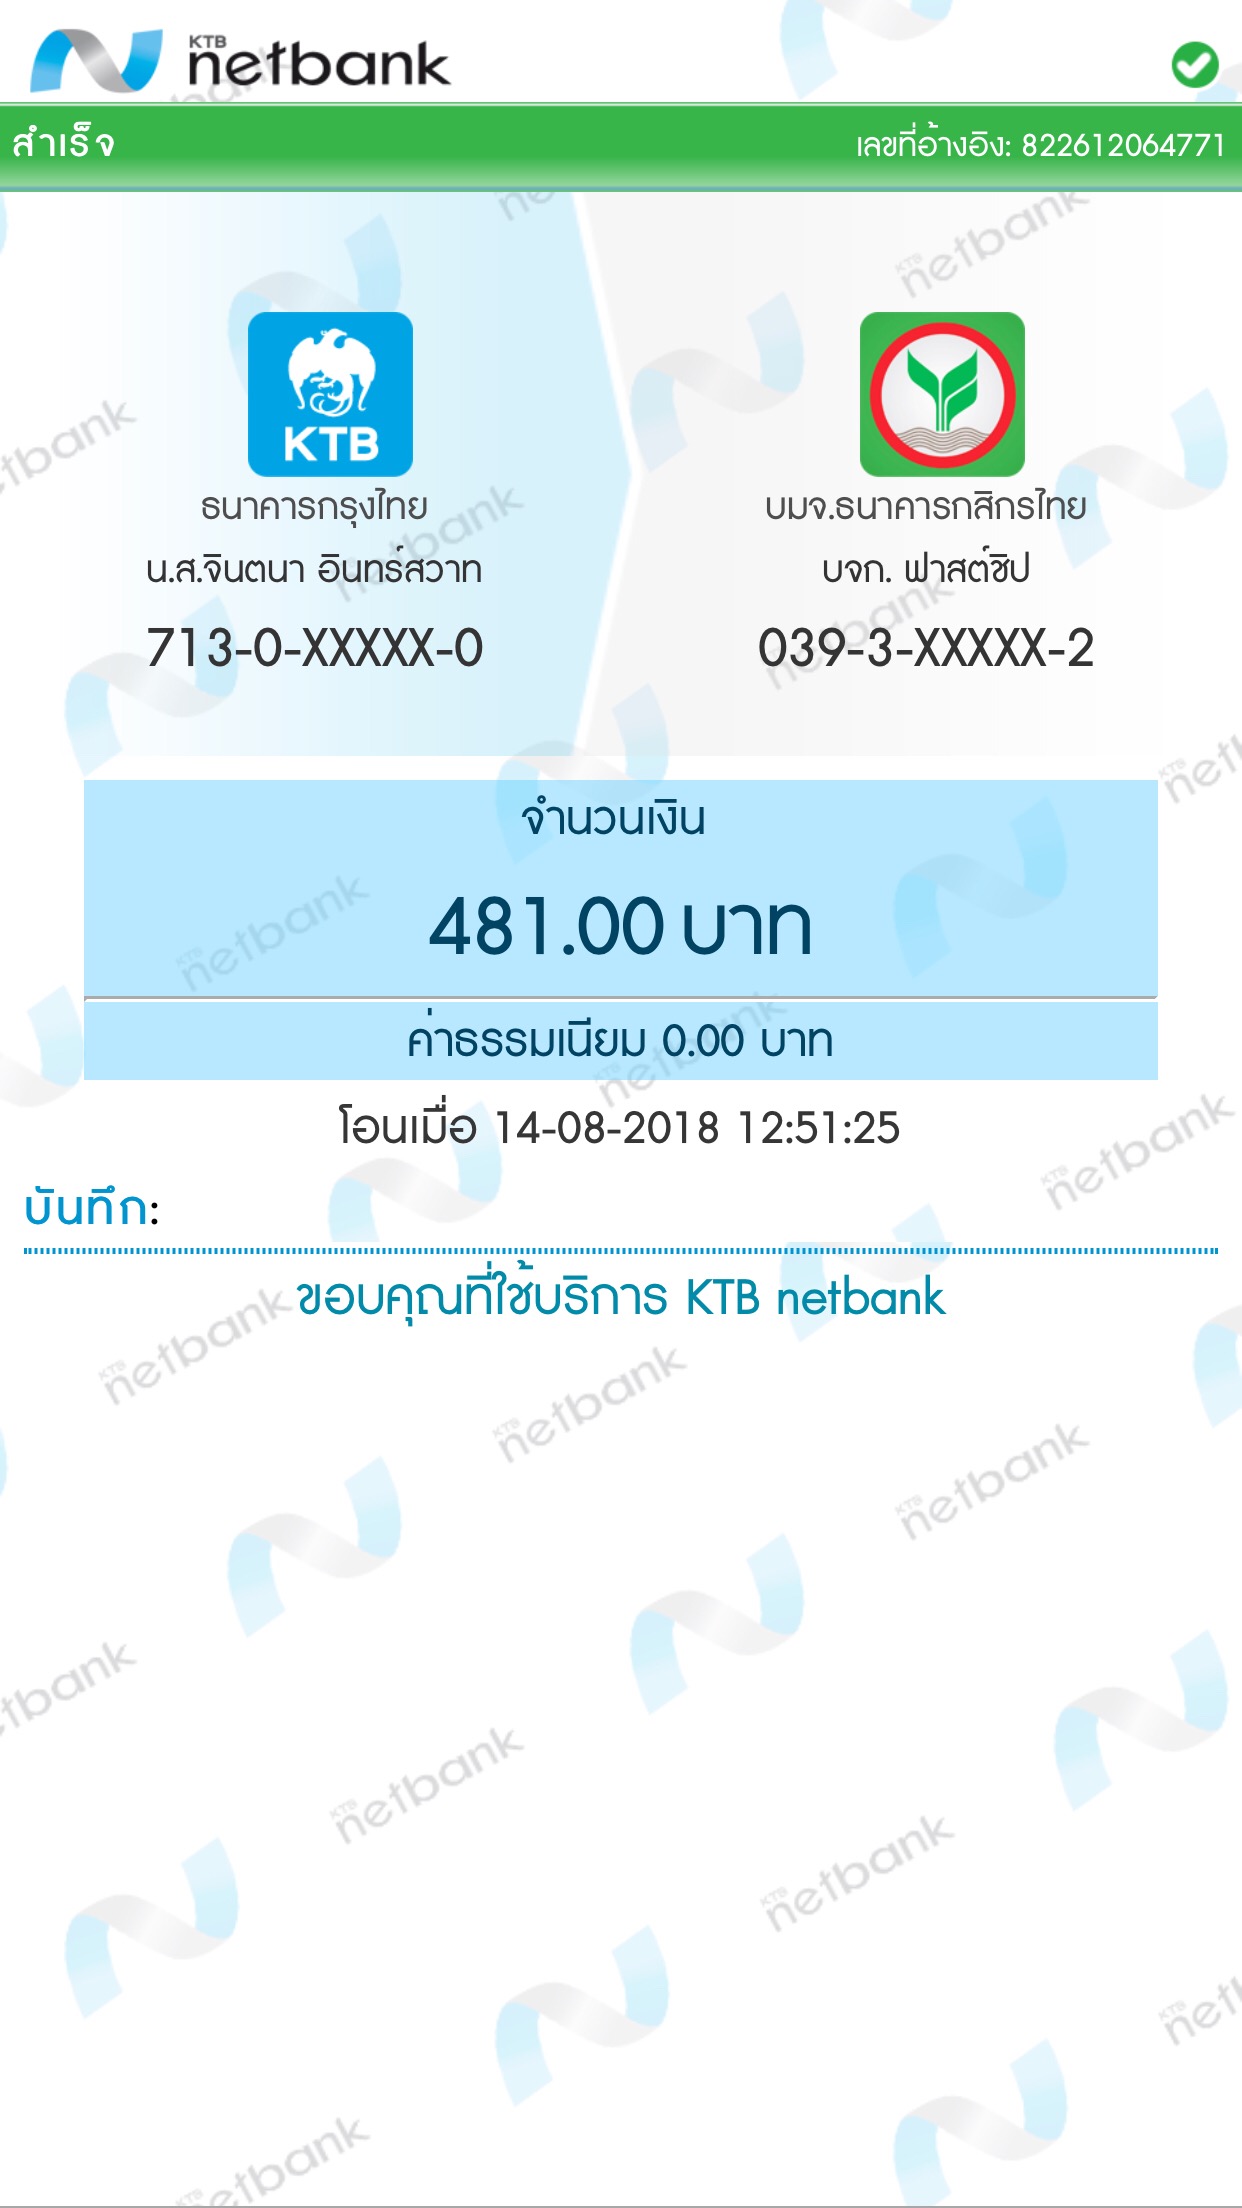 KTB
netbank
สำเร็จ
เลขที่อ้างอิง: 822612064771
KTB
ธนาคารกรุงไทย
น.ส.จินตนา อินทร์สวาท
713-0-XXXXX-0
บมจ.ธนาคารกสิกรไทย
บจก. ฟาสต์ชิป
039-3-XXXXX-2
จำนวนเงิน
481.00 บาท
ค่าธรรมเนียม 0.00 บาท
โอนเมื่อ 14-08-2018 12:51:25
บันทึก:
ขอบคุณที่ใช้บริการ KTB netbank